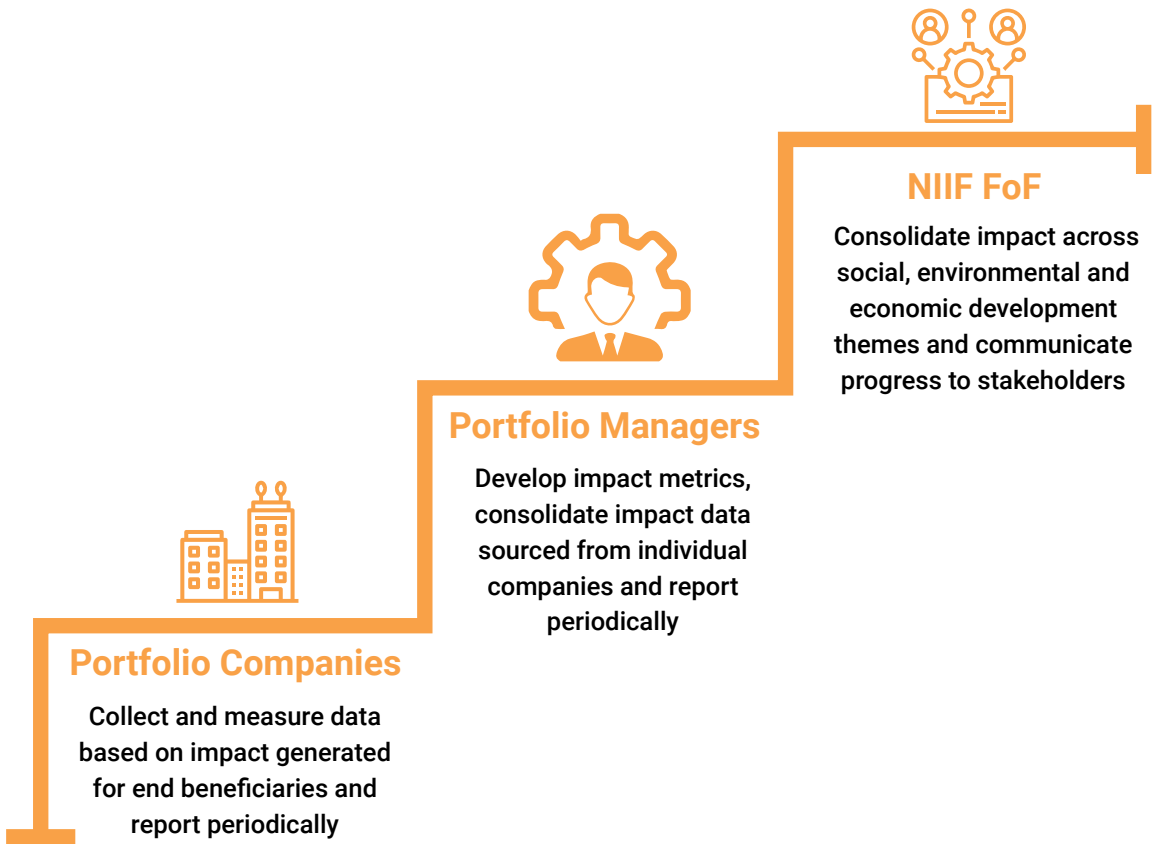 NIIF FoF
Consolidate impact across
social, environmental and
economic development
themes and communicate
progress to stakeholders
Portfolio Managers
Develop impact metrics,
consolidate impact data
sourced from individual
companies and report
periodically
Portfolio Companies
Collect and measure data
based on impact generated
for end beneficiaries and
report periodically